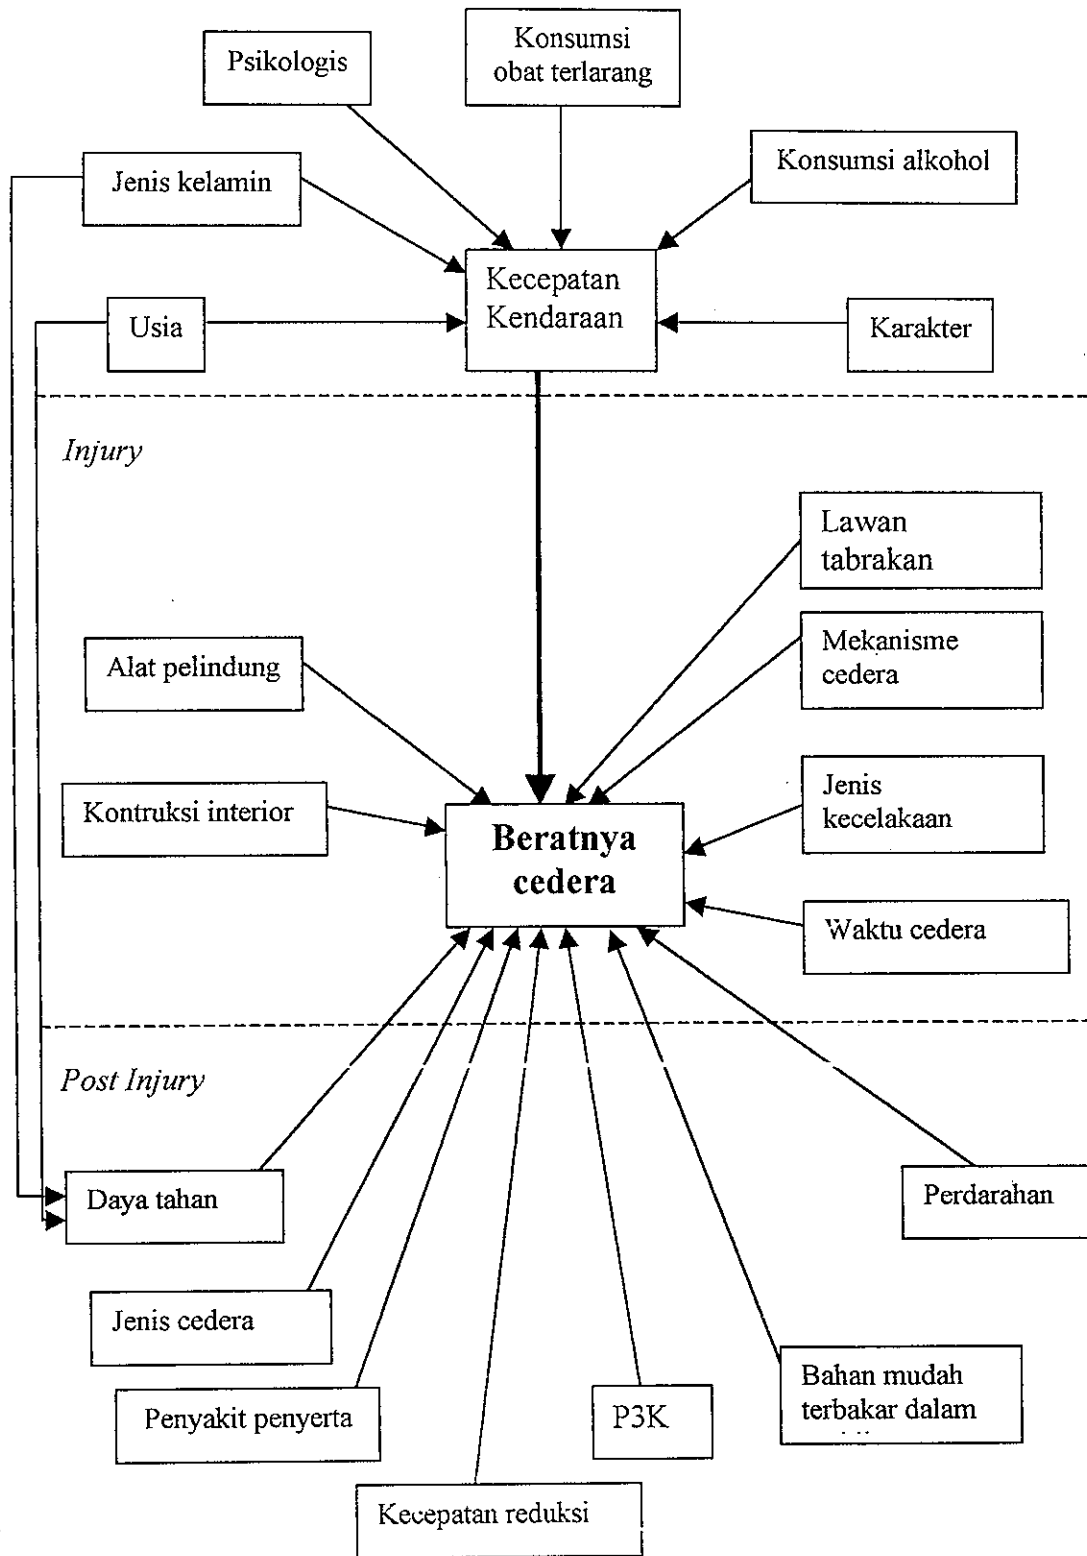 Konsumsi
obat terlarang
Psikologis
Konsumsi alkohol
Jenis kelamin
Kecepatan
Kendaraan
Usia
Karakter
Injury
Lawan
tabrakan
Mekanisme
cedera
Alat pelindung
Jenis
kecelakaan
Kontruksi interior
Beratnya
cedera
Waktu cedera
Post Injury
Daya tahan
Perdarahan
Jenis cedera
Bahan mudah
terbakar dalam
Penyakit penyerta
P3K
Kecepatan reduksi